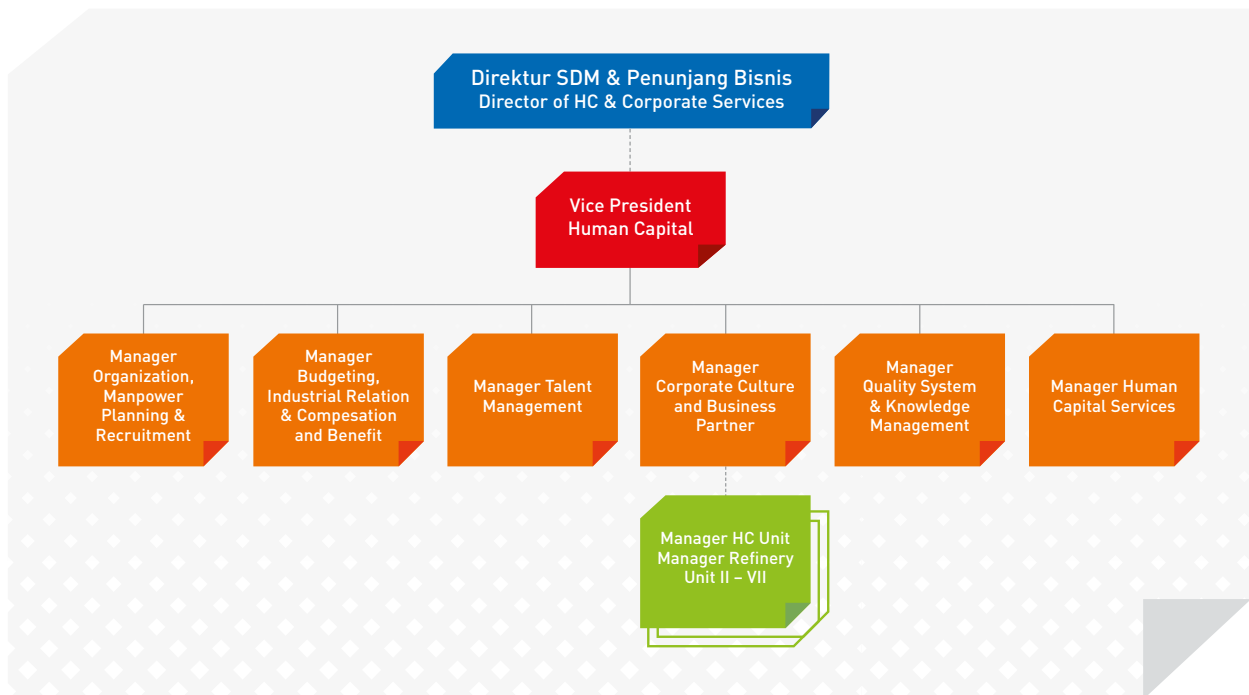 Direktur SDM & Penunjang Bisnis
Director of HC & Corporate Services
Vice President
Human Capital
Manager
Organization,
Manpower
Planning &
Recruitment
Manager
Budgeting,
Industrial Relation
& Compesation
and Benefit
Manager Talent
Management
Manager
Corporate Culture
and Business
Partner
Manager
Quality System
& Knowledge
Management
Manager Human
Capital Services
Manager HC Unit
Manager Refinery
Unit II – VII